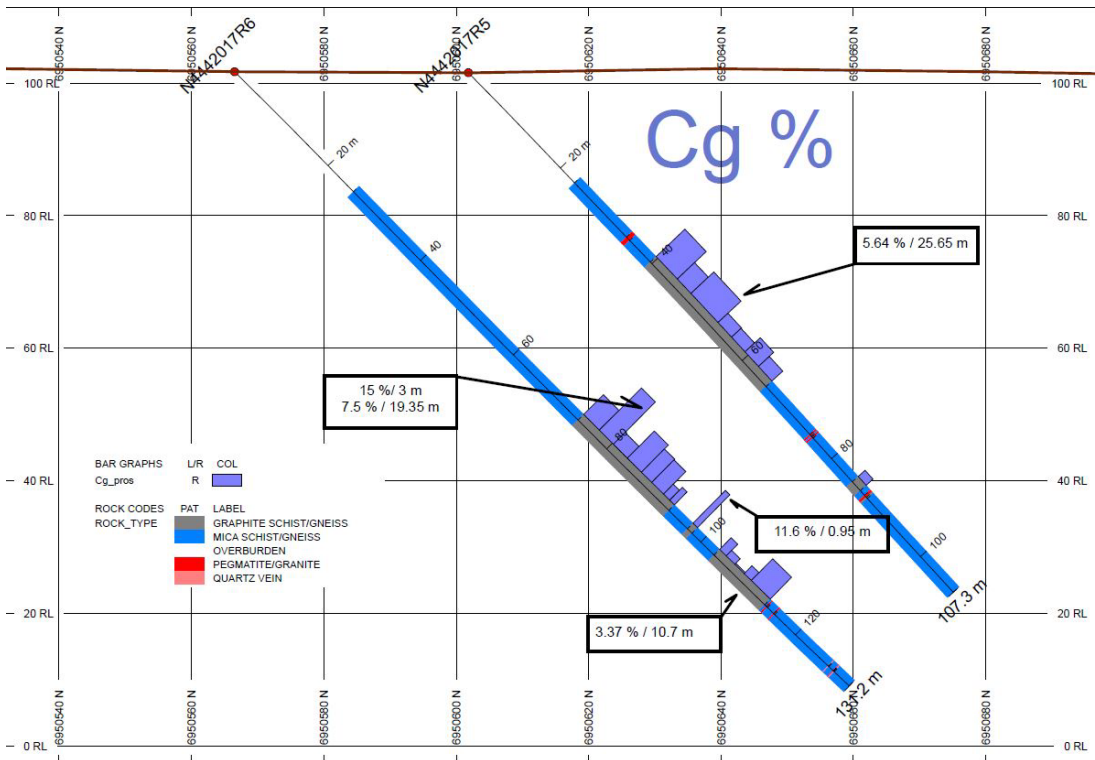 6950540 N
6950560 N
6950580 N
6950600 N
6950620 N
6950640 N
6950660 N
6950680 N
N4442017R6
N4442017R5
100 RL
100 RL
Cg %
20 m
20 m
80 RL
80 RL
40
40
5.64 % / 25.65 m
60
60
60 RL
60 RL
15 %/ 3 m
7.5 % / 19.35 m
80
80
BAR GRAPHS L/R COL
Cg_pros R
40 RL
40 RL
ROCK CODES PAT LABEL
ROCK_TYPE GRAPHITE SCHIST/GNEISS
MICA SCHIST/GNEISS
OVERBURDEN
PEGMATITE/GRANITE
QUARTZ VEIN
11.6 % / 0.95 m
100
100
107.3 m
20 RL
20 RL
3.37 % / 10.7 m
120
131.2 m
6950540 N
6950560 N
6950580 N
6950600 N
6950620 N
6950640 N
6950660 N
6950680 N
0 RL
0 RL